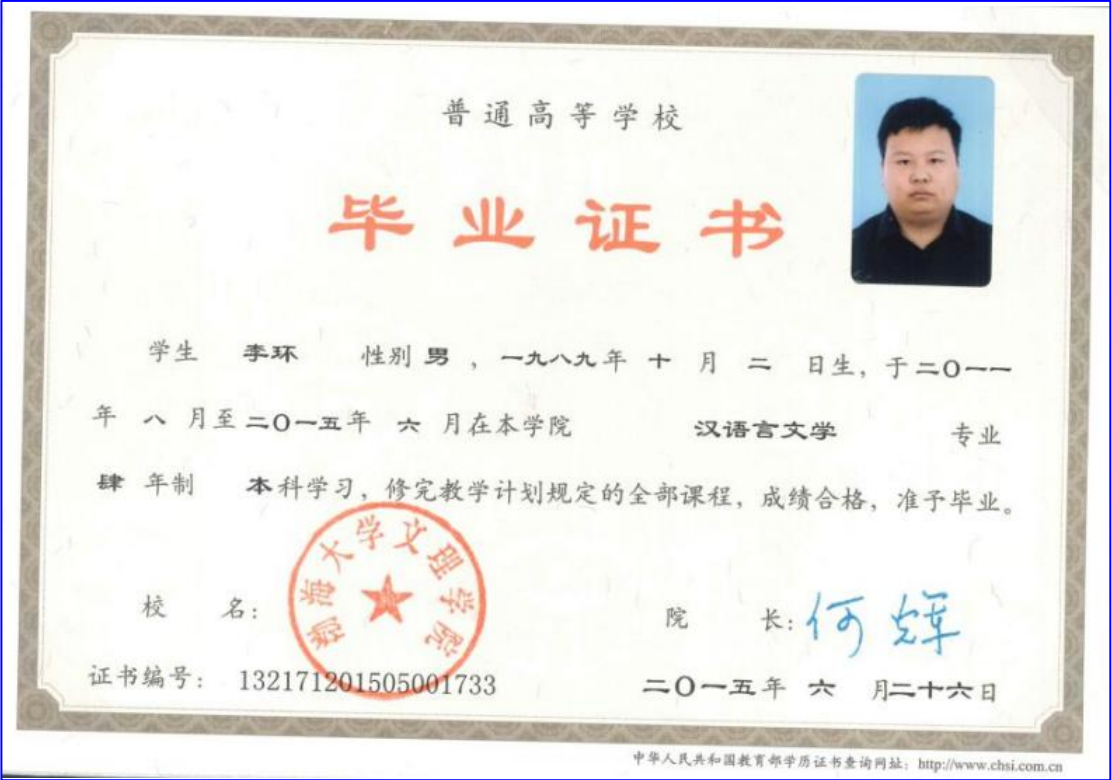 普通高等学校
毕业证书
学生 李环 性别 男 ，一九八九年 十 月 二 日生，于二〇一一
年 八 月至二〇一五年 六 月在本学院 汉语言文学 专业
肆 年制 本科学习，修完教学计划规定的全部课程，成绩合格，准予毕业。
渤海大学文理学院
校 名： 院 长：何辉
证书编号： 132171201505001733 二〇一五年 六 月二十六日
中华人民共和国教育部学历证书查询网址：http://www.chsi.com.cn